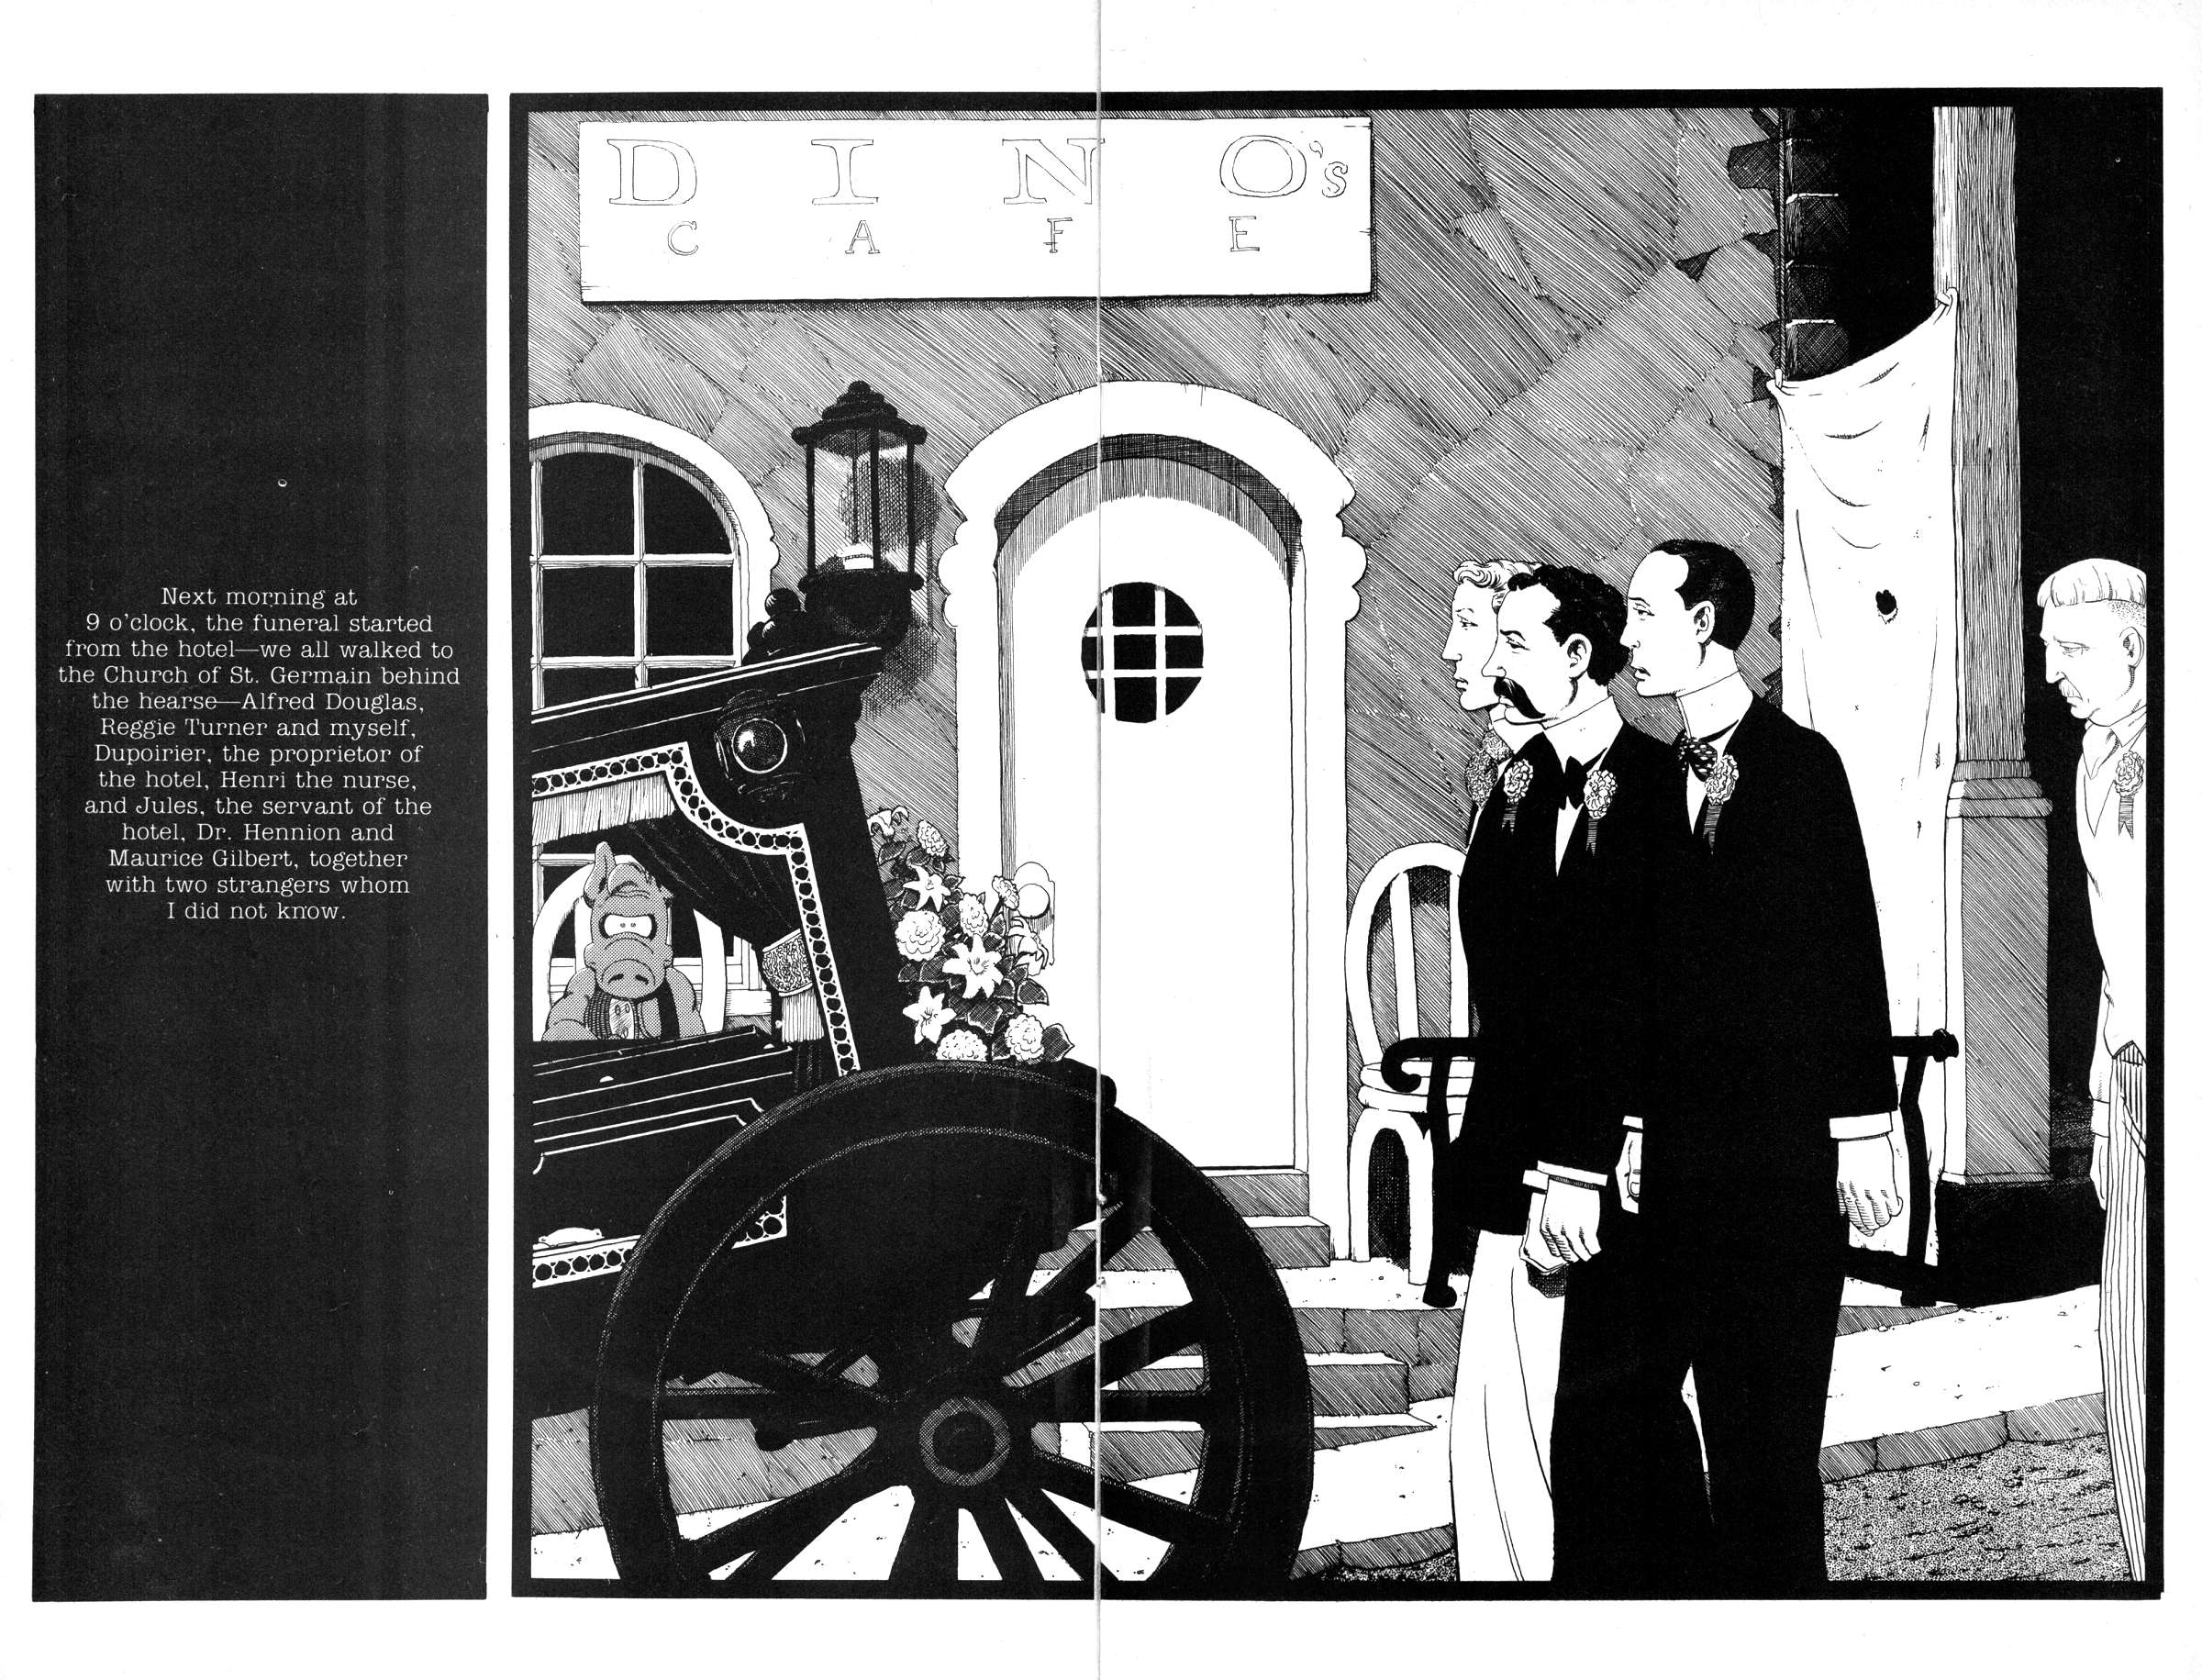 Next morning at
9 o'clock, the funeral started
from the hotel—we all walked to
the Church of St. Germain behind
the hearse—Alfred Douglas,
Reggie Turner and myself,
Dupoirier, the proprietor of
the hotel, Henri the nurse,
and Jules, the servant of the
hotel, Dr. Hennion and
Maurice Gilbert, together
with two strangers whom
I did not know.
DINO's
CAFE